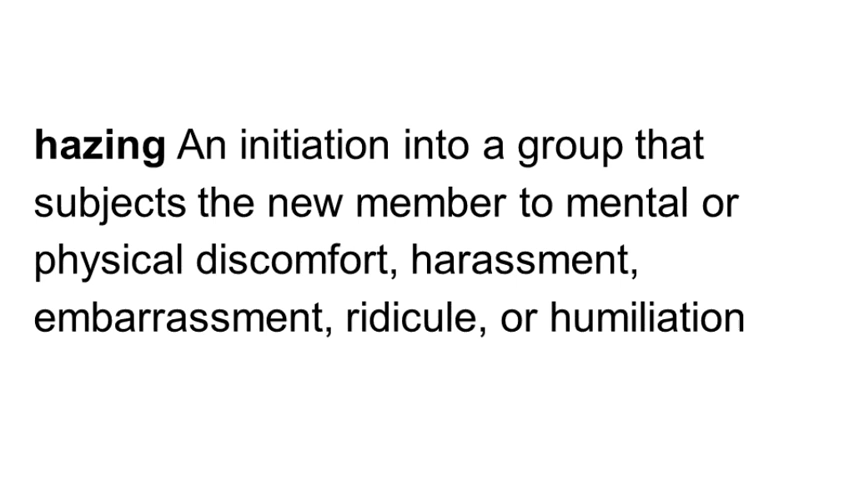 hazing An initiation into a group that
subjects the new member to mental or
physical discomfort, harassment,
embarrassment, ridicule, or humiliation